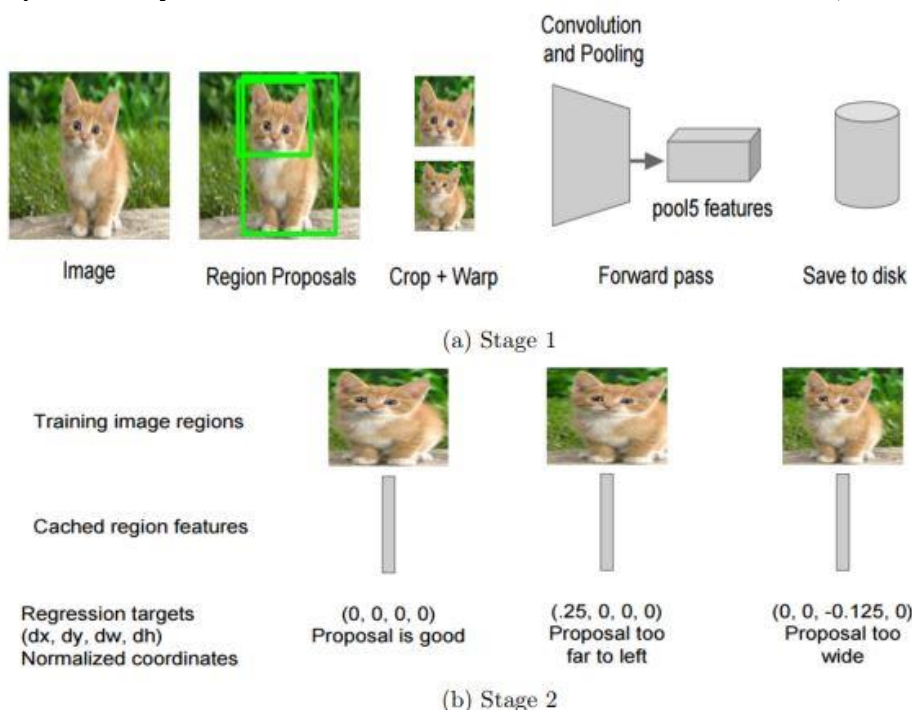 Convolution
and Pooling
pool5 features
Image
Region Proposals
Crop + Warp
Forward pass
Save to disk
(a) Stage 1
Training image regions
Cached region features
Regression targets
(dx, dy, dw, dh)
Normalized coordinates
(0, 0, 0, 0)
Proposal is good
(.25, 0, 0, 0)
Proposal too
far to left
(0, 0, -0.125, 0)
Proposal too
wide
(b) Stage 2